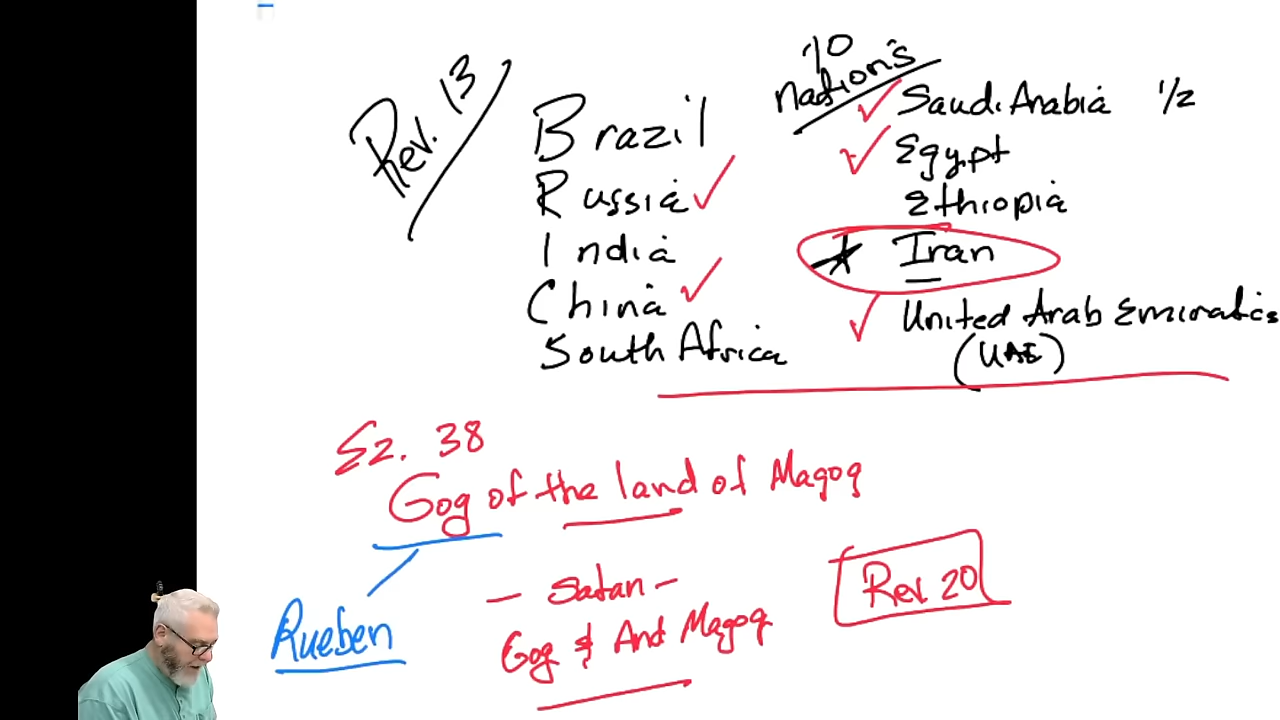 Rev. 13
Brazil
Russia
India
China
South Africa
10
Nations
Saudi Arabia 1/2
Egypt
Ethiopia
Iran
United Arab Emiratics
(UAE)
Ez. 38
Gog of the land of Magog
Rueben
- Satan -
Gog & And Magog
Rev 20